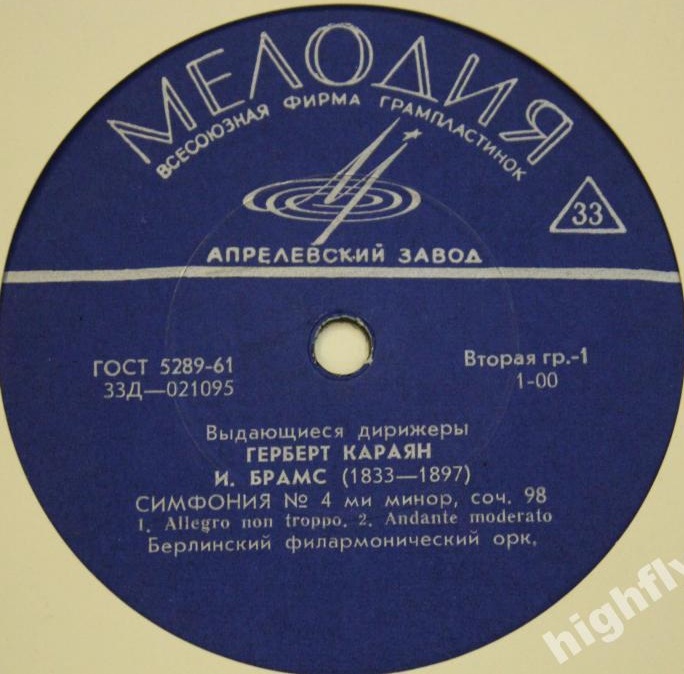 МЕЛОДИЯ
ВСЕСОЮЗНАЯ ФИРМА ГРАМПЛАСТИНОК
33
АПРЕЛЕВСКИЙ ЗАВОД
ГОСТ 5289-61
33Д—021095
Вторая гр.-1
1-00
Выдающиеся дирижеры
ГЕРБЕРТ КАРАЯН
И. БРАМС (1833—1897)
СИМФОНИЯ № 4 ми минор, соч. 98
1. Allegro non troppo. 2. Andante moderato
Берлинский филармонический орк.